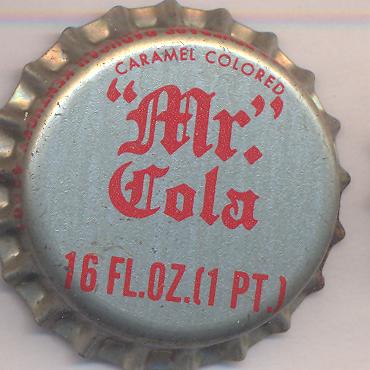 CARAMEL COLORED
"Mr."
Cola
16 FL.OZ.(1 PT.)